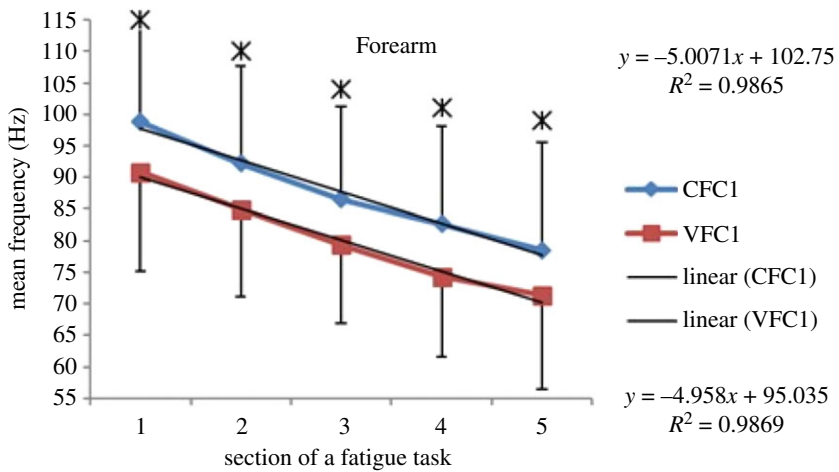 115
110
105
100
95
90
85
80
75
70
65
60
55
mean frequency (Hz)
Forearm
1 2 3 4 5
section of a fatigue task
y = –5.0071x + 102.75
R² = 0.9865
CFC1
VFC1
linear (CFC1)
linear (VFC1)
y = –4.958x + 95.035
R² = 0.9869